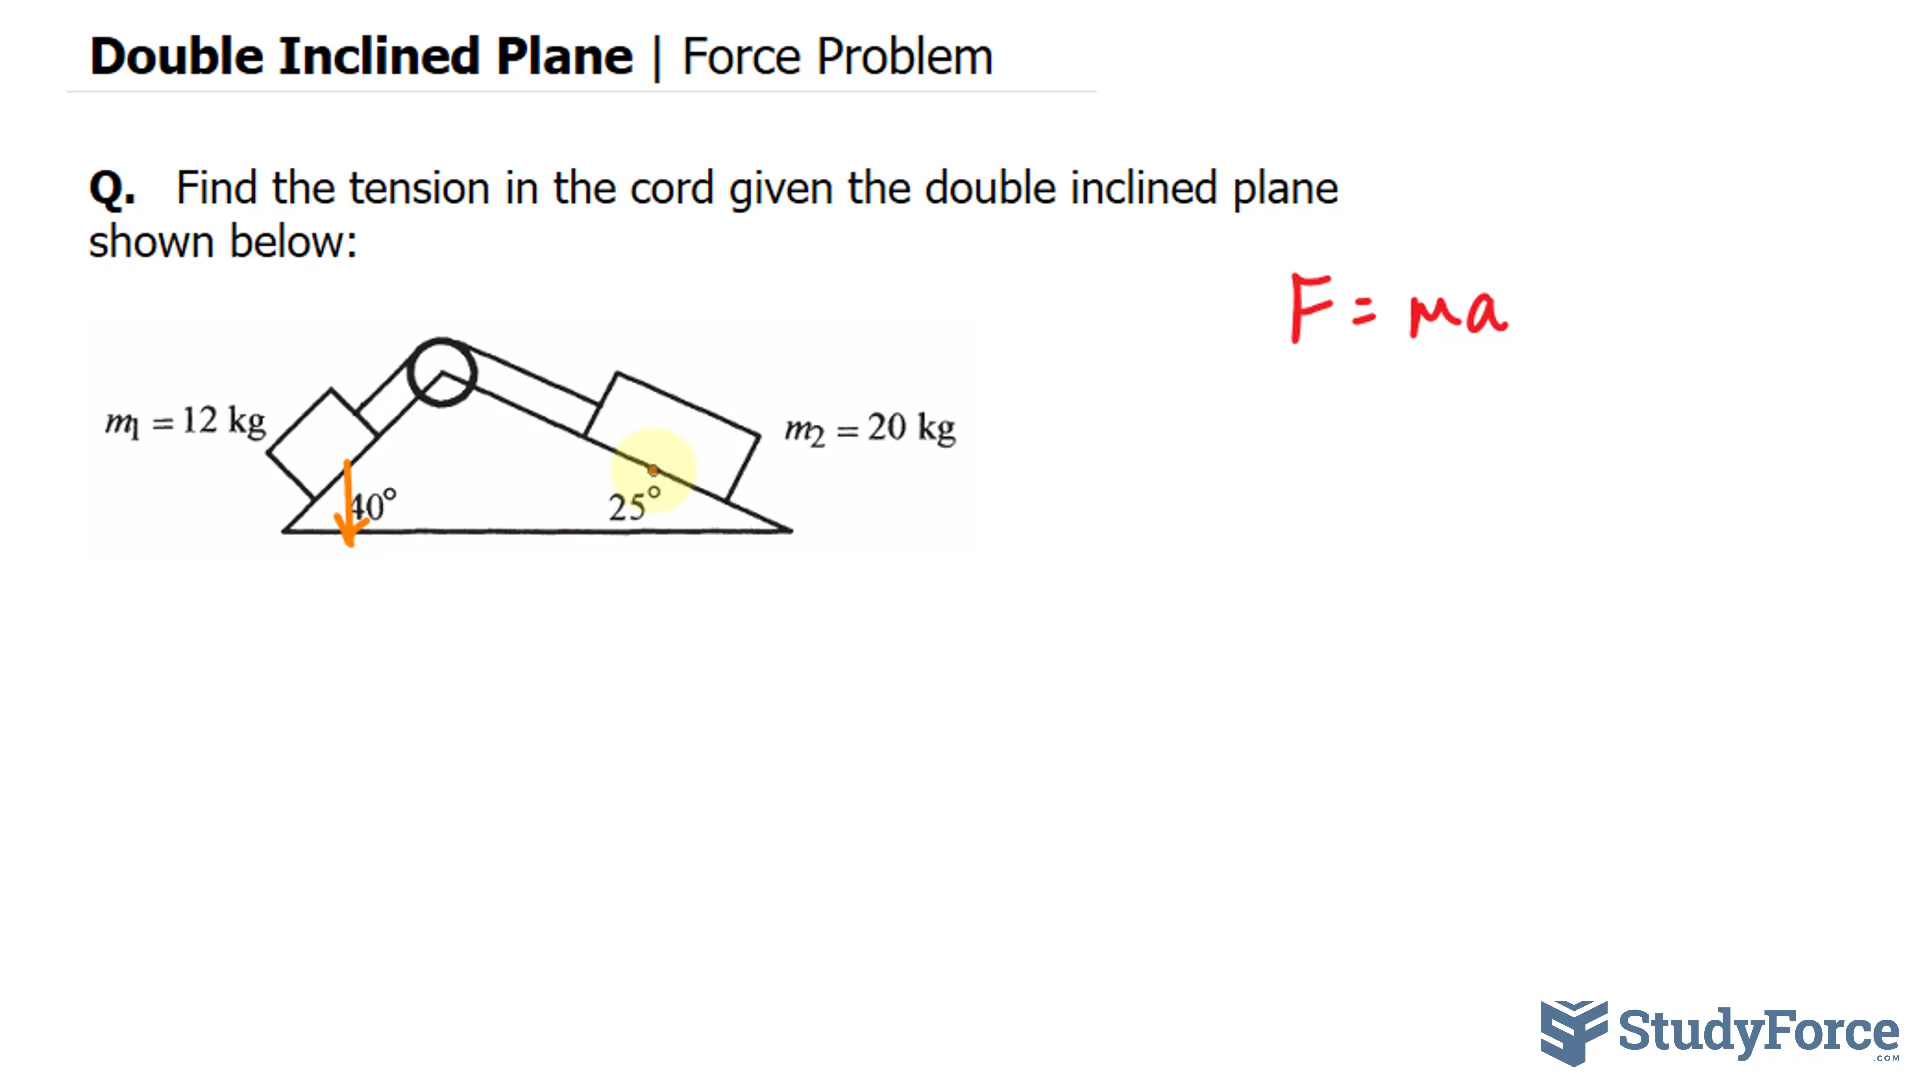 Double Inclined Plane | Force Problem
Q. Find the tension in the cord given the double inclined plane
shown below:
F = ma
m₁ = 12 kg
m₂ = 20 kg
40°
25°
StudyForce
.COM